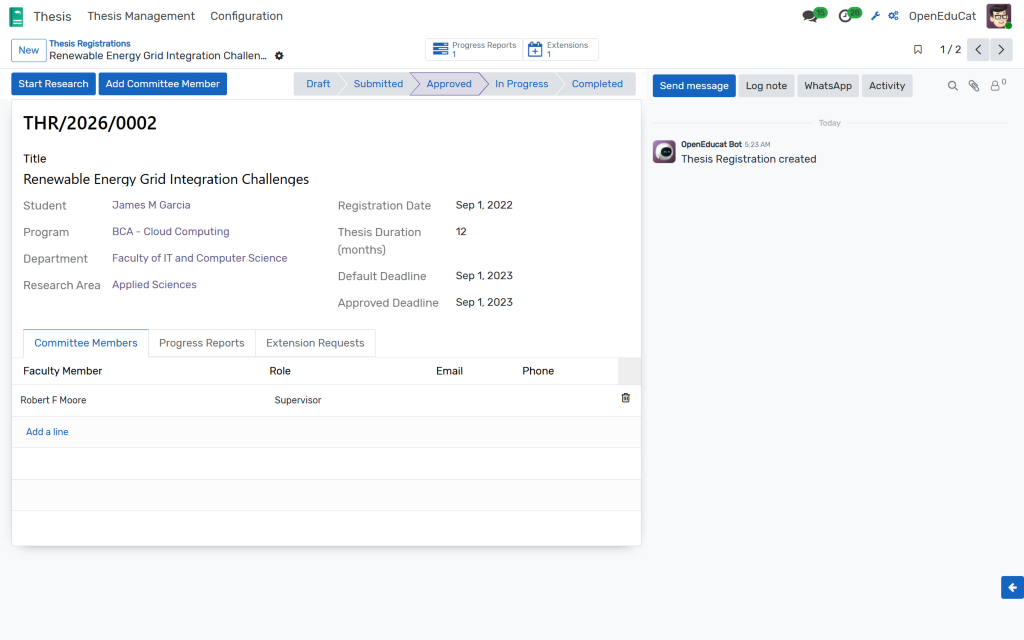 Thesis Thesis Management Configuration 15 28 OpenEduCat
New Thesis Registrations
Renewable Energy Grid Integration Challen...
Progress Reports 1 Extensions 1
1 / 2
Start Research Add Committee Member Draft Submitted Approved In Progress Completed
Send message Log note WhatsApp Activity 0
THR/2026/0002
Title
Renewable Energy Grid Integration Challenges
Student James M Garcia
Program BCA - Cloud Computing
Department Faculty of IT and Computer Science
Research Area Applied Sciences
Registration Date Sep 1, 2022
Thesis Duration (months) 12
Default Deadline Sep 1, 2023
Approved Deadline Sep 1, 2023
Committee Members Progress Reports Extension Requests
Faculty Member Role Email Phone
Robert F Moore Supervisor
Add a line
Today
OpenEducat Bot 5:23 AM
Thesis Registration created